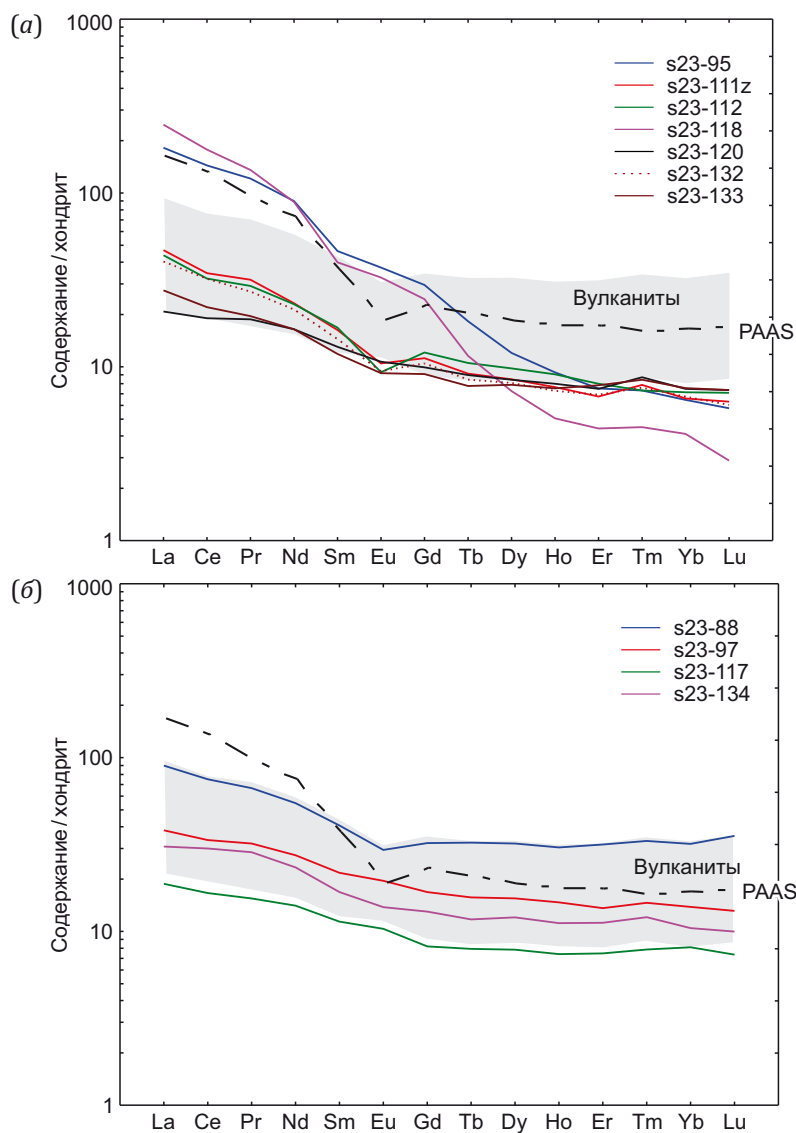 (а)
1000
100
10
1
Содержание / хондрит
s23-95
s23-111z
s23-112
s23-118
s23-120
s23-132
s23-133
Вулканиты
PAAS
La Ce Pr Nd Sm Eu Gd Tb Dy Ho Er Tm Yb Lu
(б)
1000
100
10
1
Содержание / хондрит
s23-88
s23-97
s23-117
s23-134
Вулканиты
PAAS
La Ce Pr Nd Sm Eu Gd Tb Dy Ho Er Tm Yb Lu